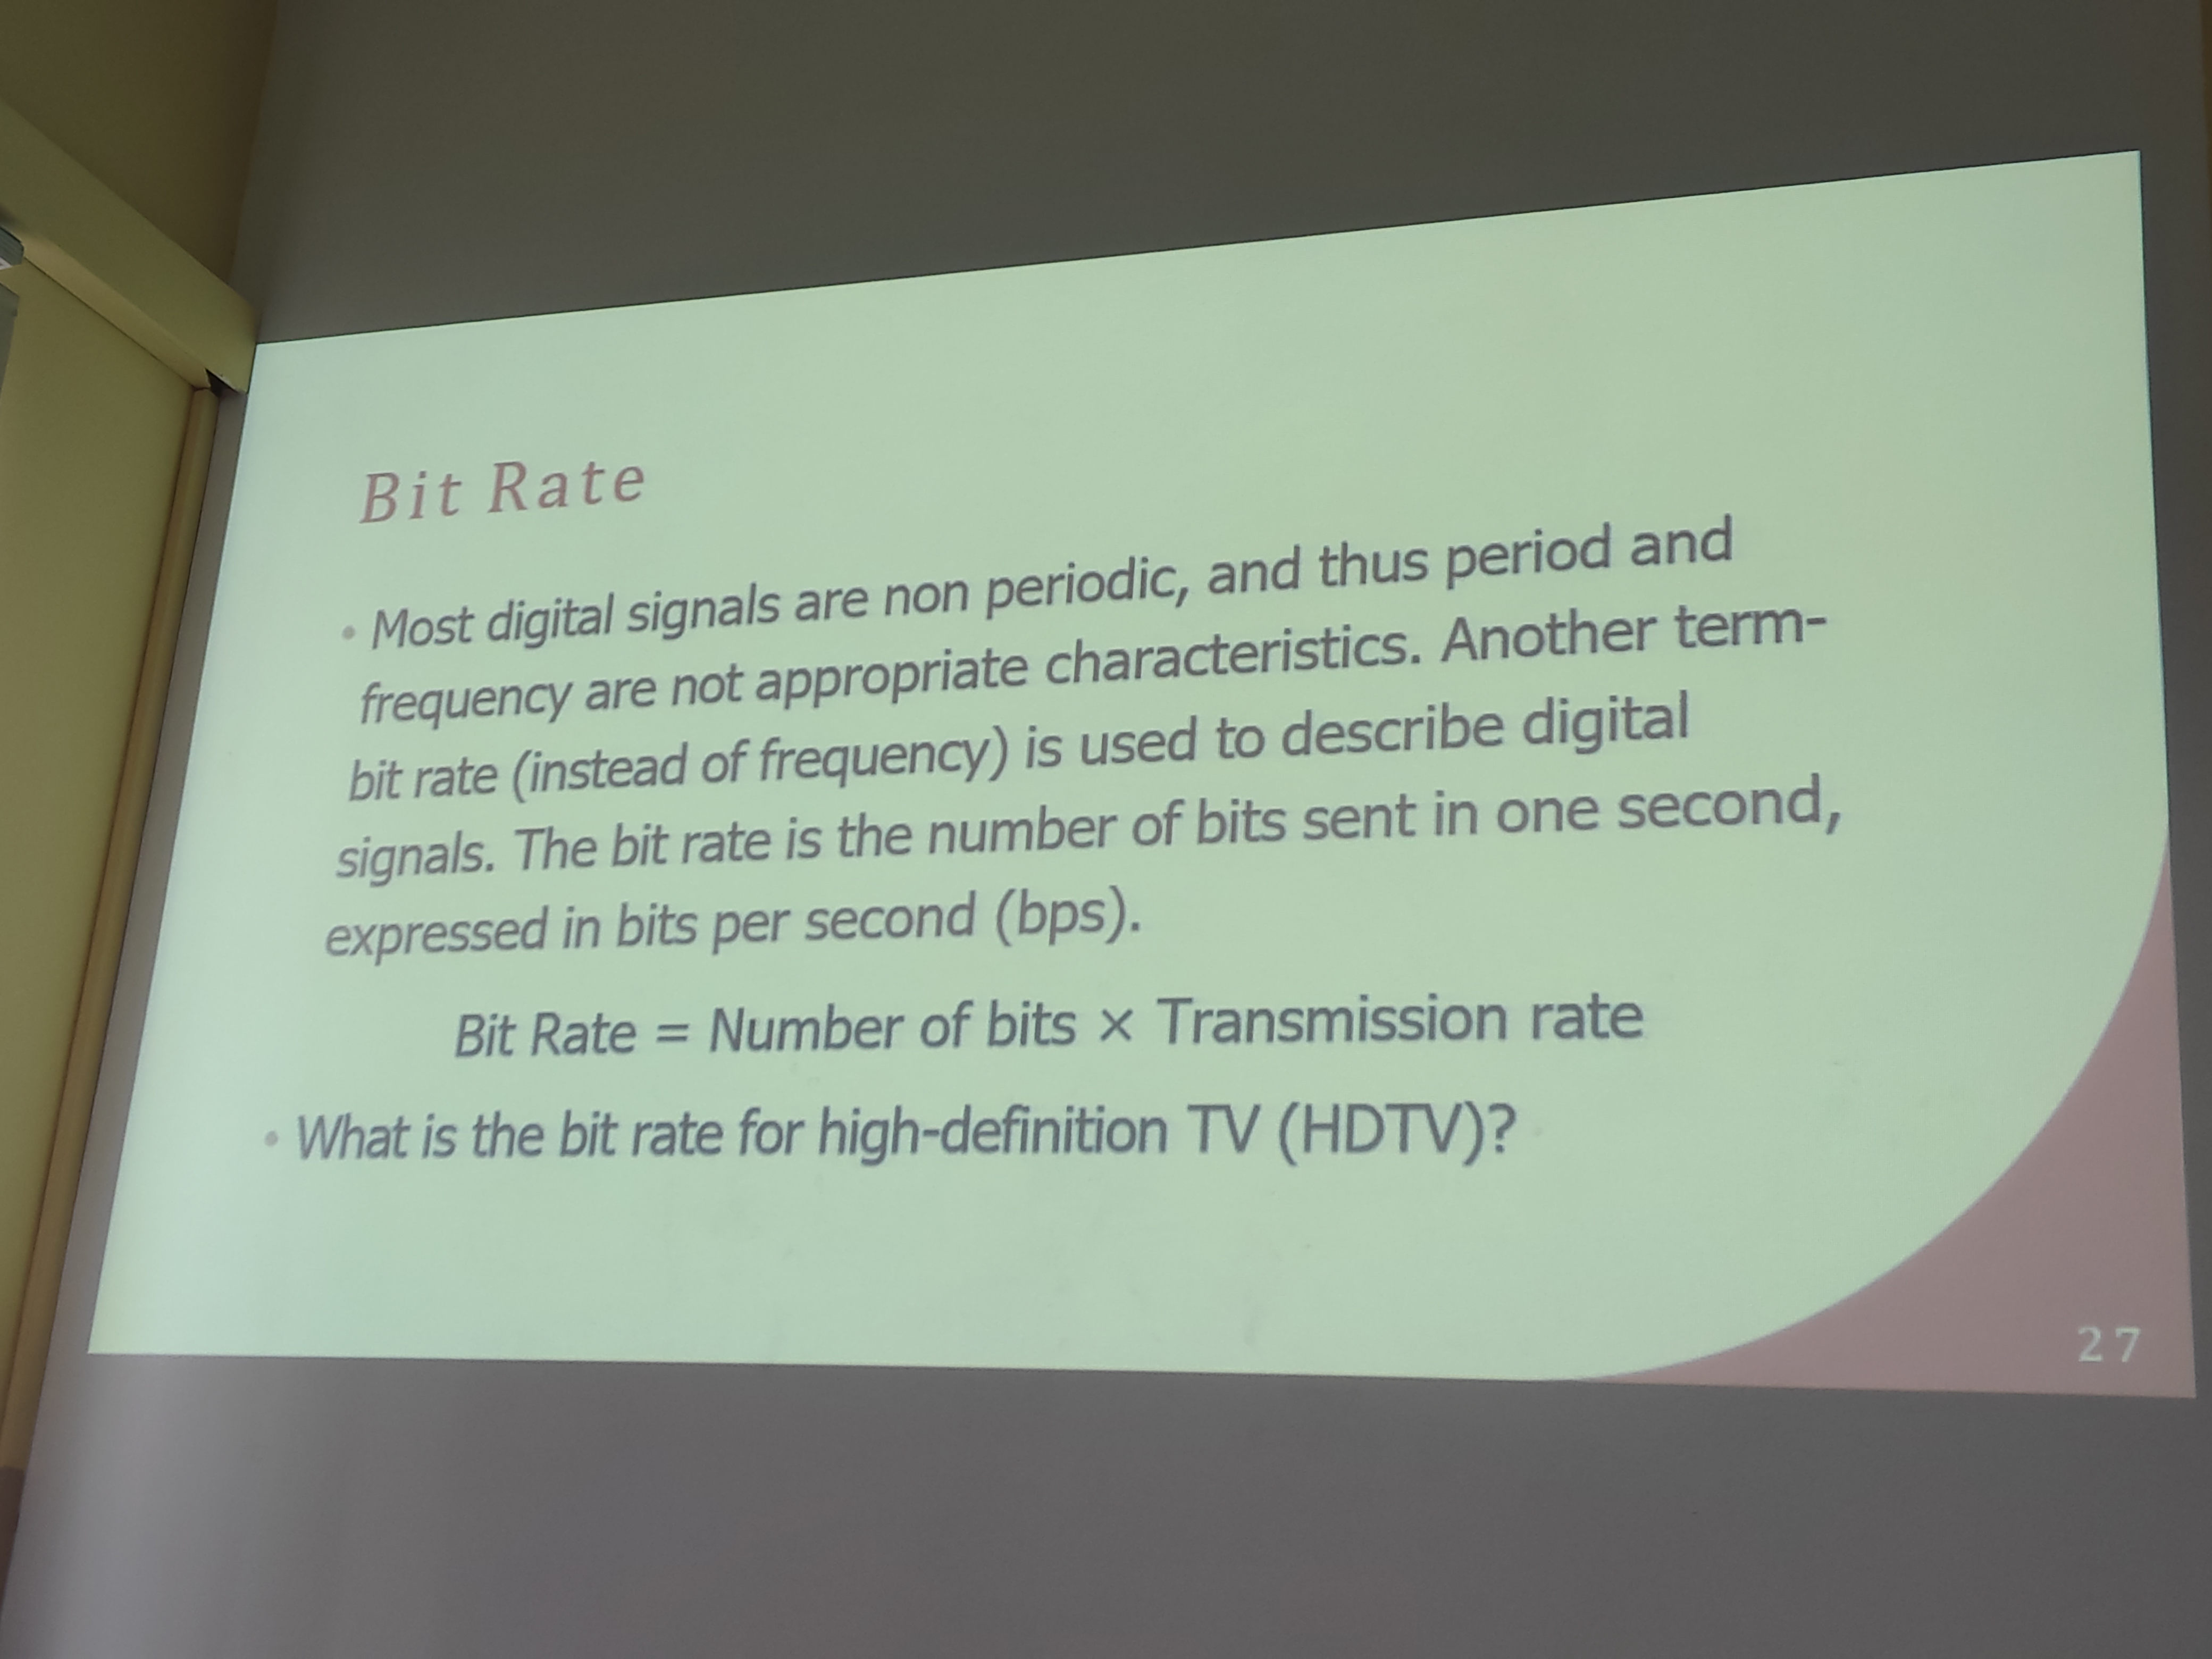 Bit Rate
• Most digital signals are non periodic, and thus period and
frequency are not appropriate characteristics. Another term-
bit rate (instead of frequency) is used to describe digital
signals. The bit rate is the number of bits sent in one second,
expressed in bits per second (bps).
Bit Rate = Number of bits × Transmission rate
• What is the bit rate for high-definition TV (HDTV)?
27